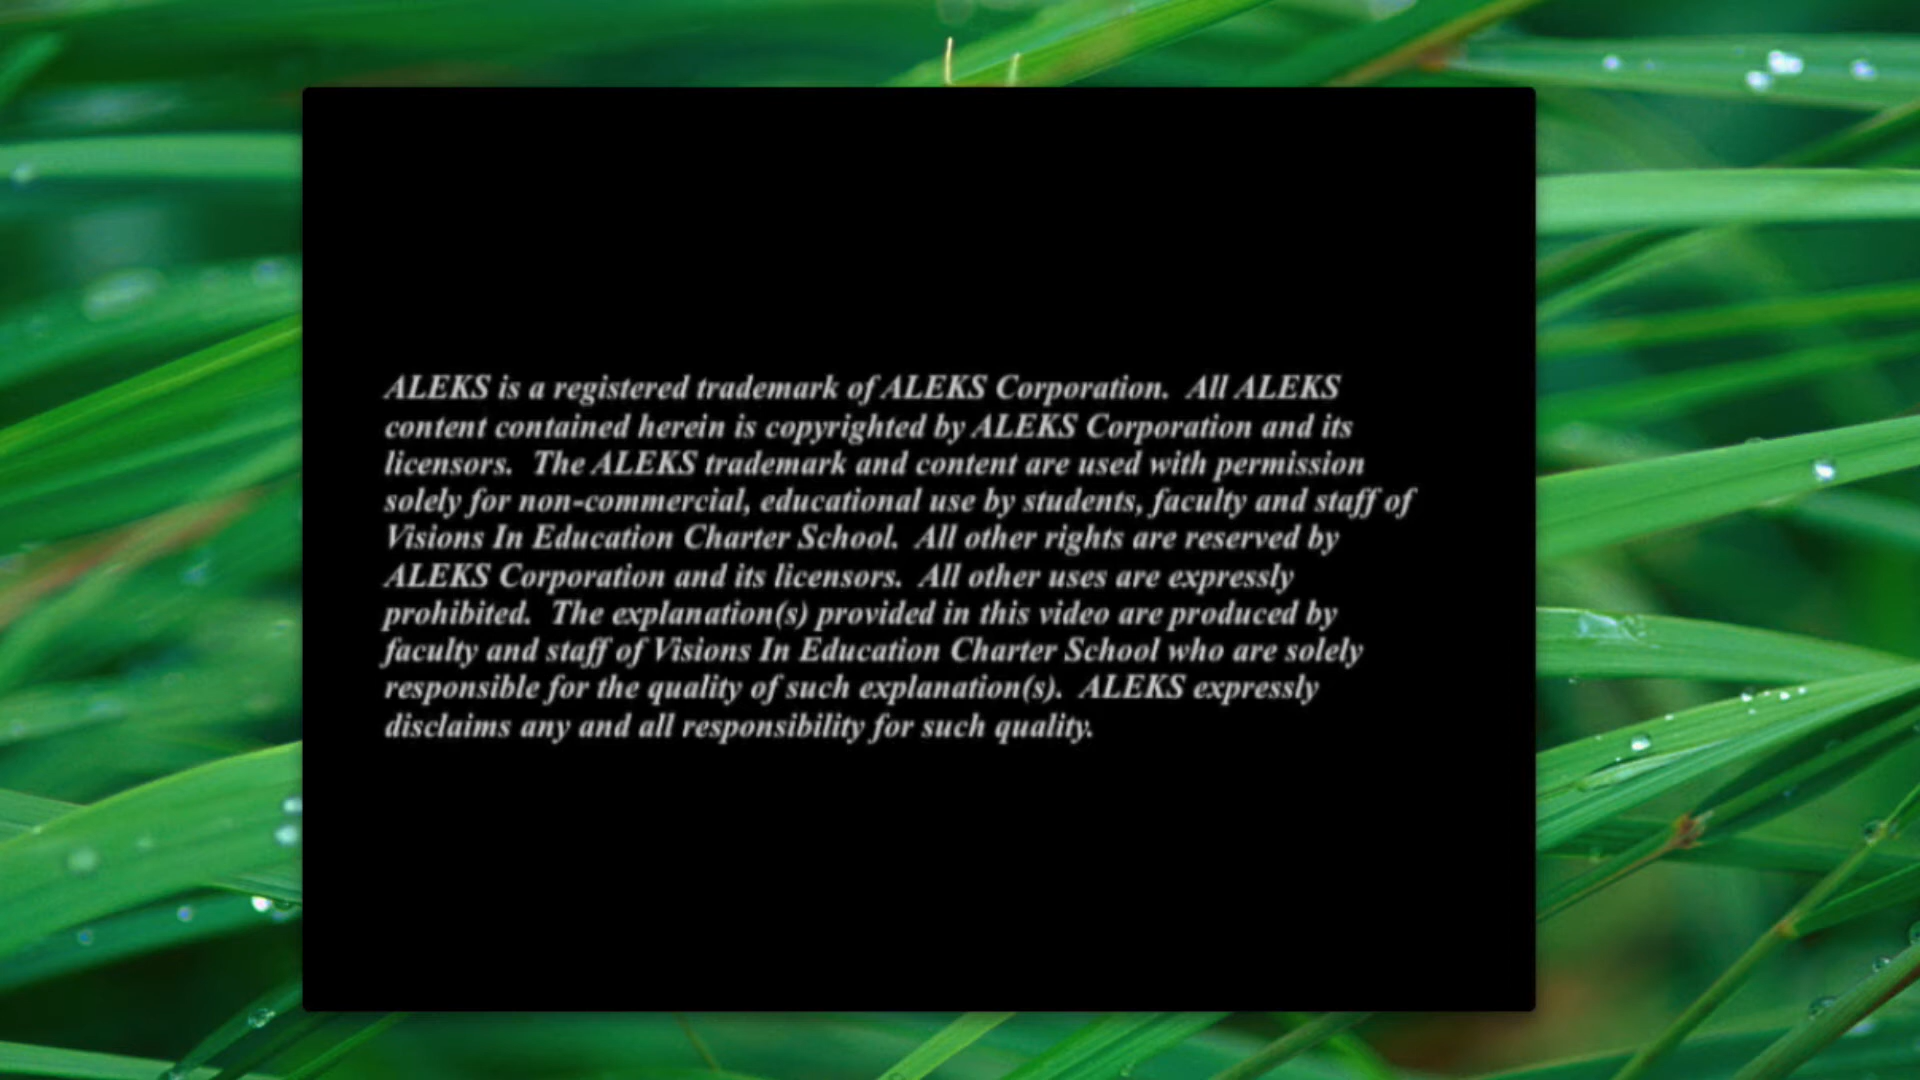 ALEKS is a registered trademark of ALEKS Corporation.  All ALEKS
content contained herein is copyrighted by ALEKS Corporation and its
licensors.  The ALEKS trademark and content are used with permission
solely for non-commercial, educational use by students, faculty and staff of
Visions In Education Charter School.  All other rights are reserved by
ALEKS Corporation and its licensors.  All other uses are expressly
prohibited.  The explanation(s) provided in this video are produced by
faculty and staff of Visions In Education Charter School who are solely
responsible for the quality of such explanation(s).  ALEKS expressly
disclaims any and all responsibility for such quality.